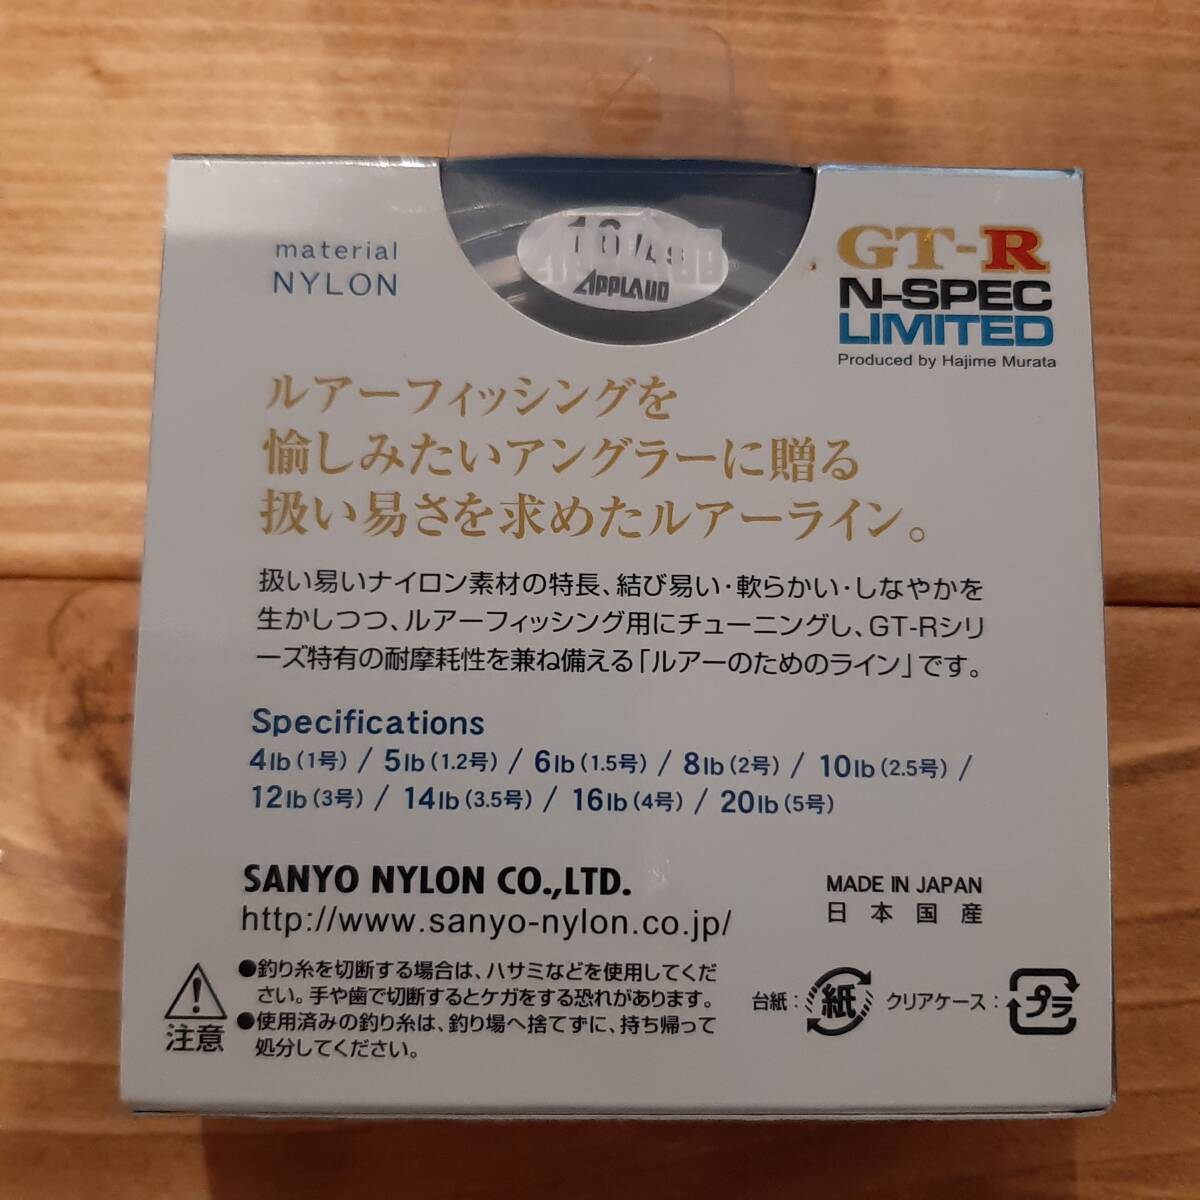 APPLAUD
material
NYLON
GT-R
N-SPEC
LIMITED
Produced by Hajime Murata
ルアーフィッシングを
愉しみたいアングラーに贈る
扱い易さを求めたルアーライン。
扱い易いナイロン素材の特長、結び易い・軟らかい・しなやかを
生かしつつ、ルアーフィッシング用にチューニングし、GT-Rシリ
ーズ特有の耐摩耗性を兼ね備える「ルアーのためのライン」です。
Specifications
4lb(1号) / 5lb(1.2号) / 6lb(1.5号) / 8lb(2号) / 10lb(2.5号) /
12lb(3号) / 14lb(3.5号) / 16lb(4号) / 20lb(5号)
SANYO NYLON CO.,LTD.
http://www.sanyo-nylon.co.jp/
MADE IN JAPAN
日本国産
注意
●釣り糸を切断する場合は、ハサミなどを使用してくだ
さい。手や歯で切断するとケガをする恐れがあります。
●使用済みの釣り糸は、釣り場へ捨てずに、持ち帰って
処分してください。
台紙: 紙 クリアケース: プラ